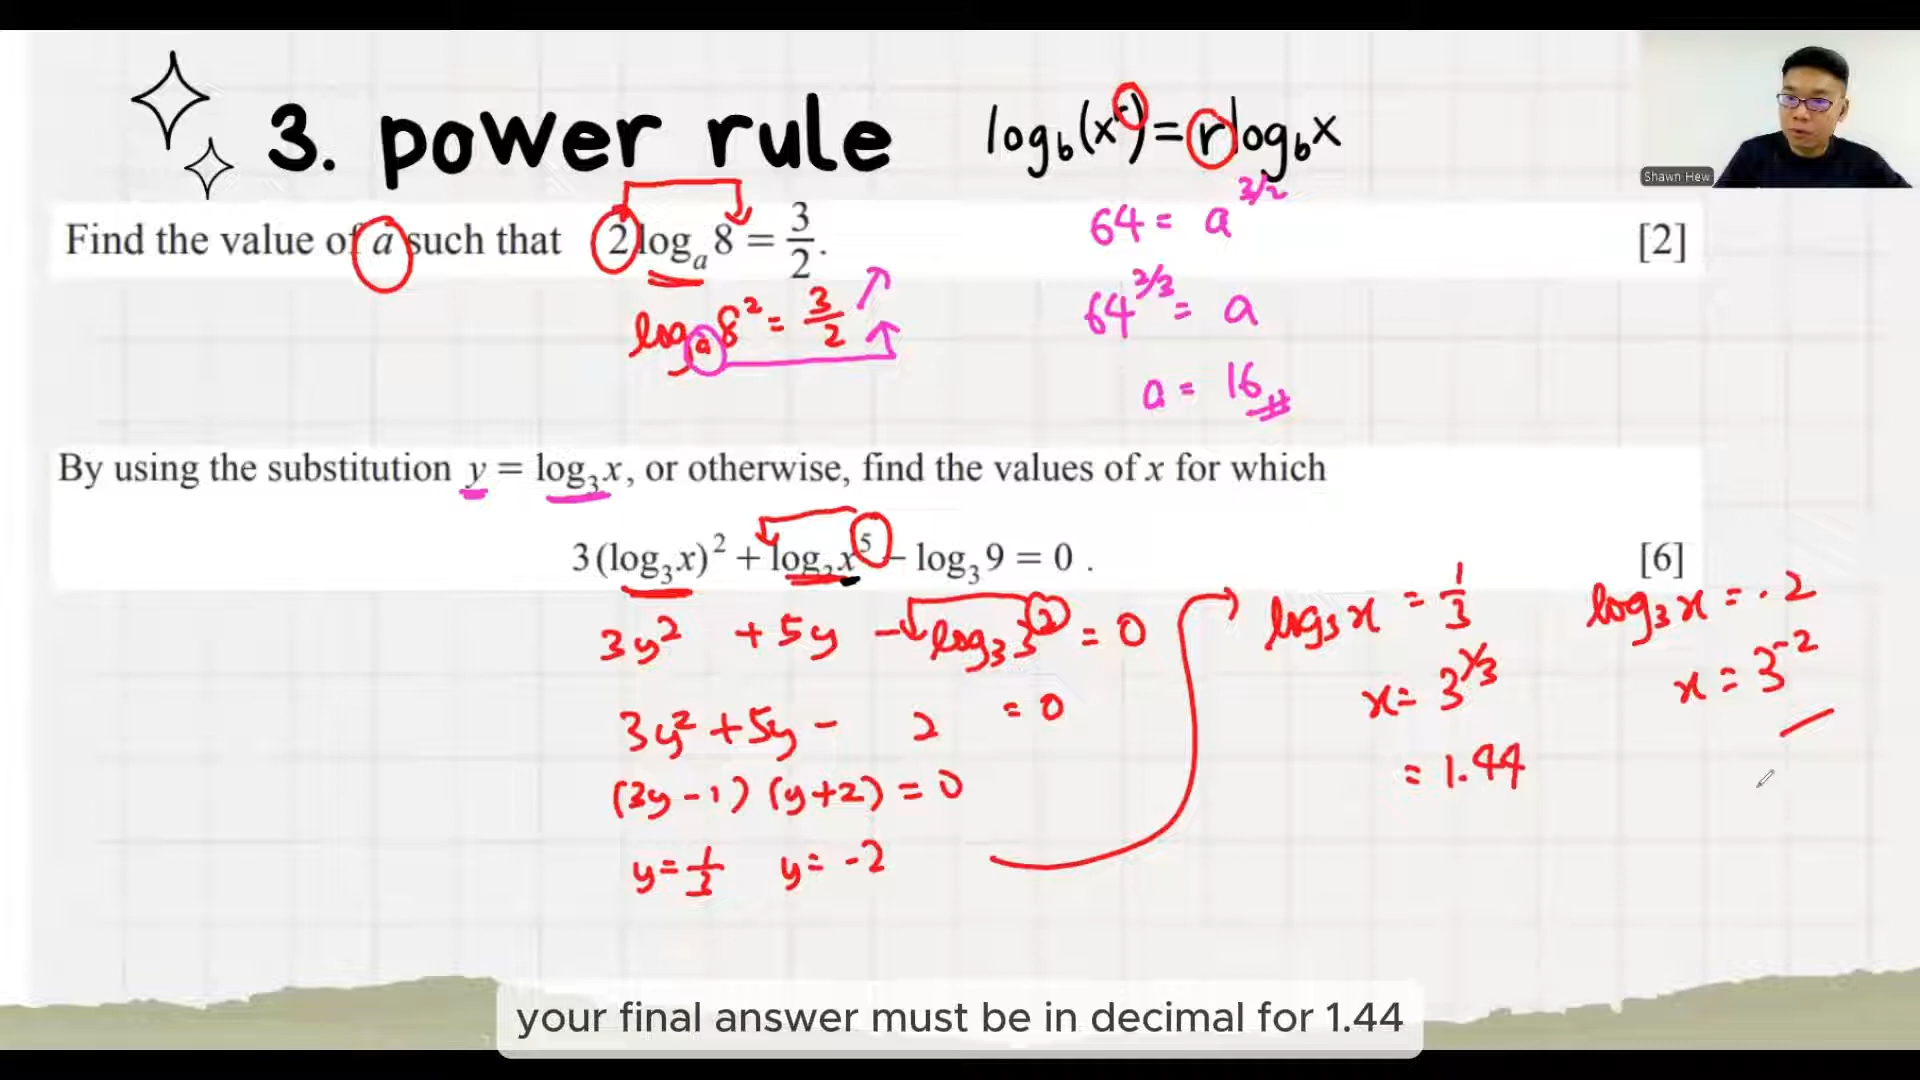 3. power rule
log_b(x^r) = r log_b x
Shawn Hew
Find the value of a such that 2 log_a 8 = 3/2. [2]
log_a 8^2 = 3/2
64 = a^3/2
64^2/3 = a
a = 16
By using the substitution y = log_3 x, or otherwise, find the values of x for which
3(log_3 x)^2 + log_3 x^5 − log_3 9 = 0 . [6]
3y^2 + 5y - log_3 3^2 = 0
3y^2 + 5y - 2 = 0
(3y - 1) (y + 2) = 0
y = 1/3 y = -2
log_3 x = 1/3
x = 3^1/3
= 1.44
log_3 x = -2
x = 3^-2
your final answer must be in decimal for 1.44